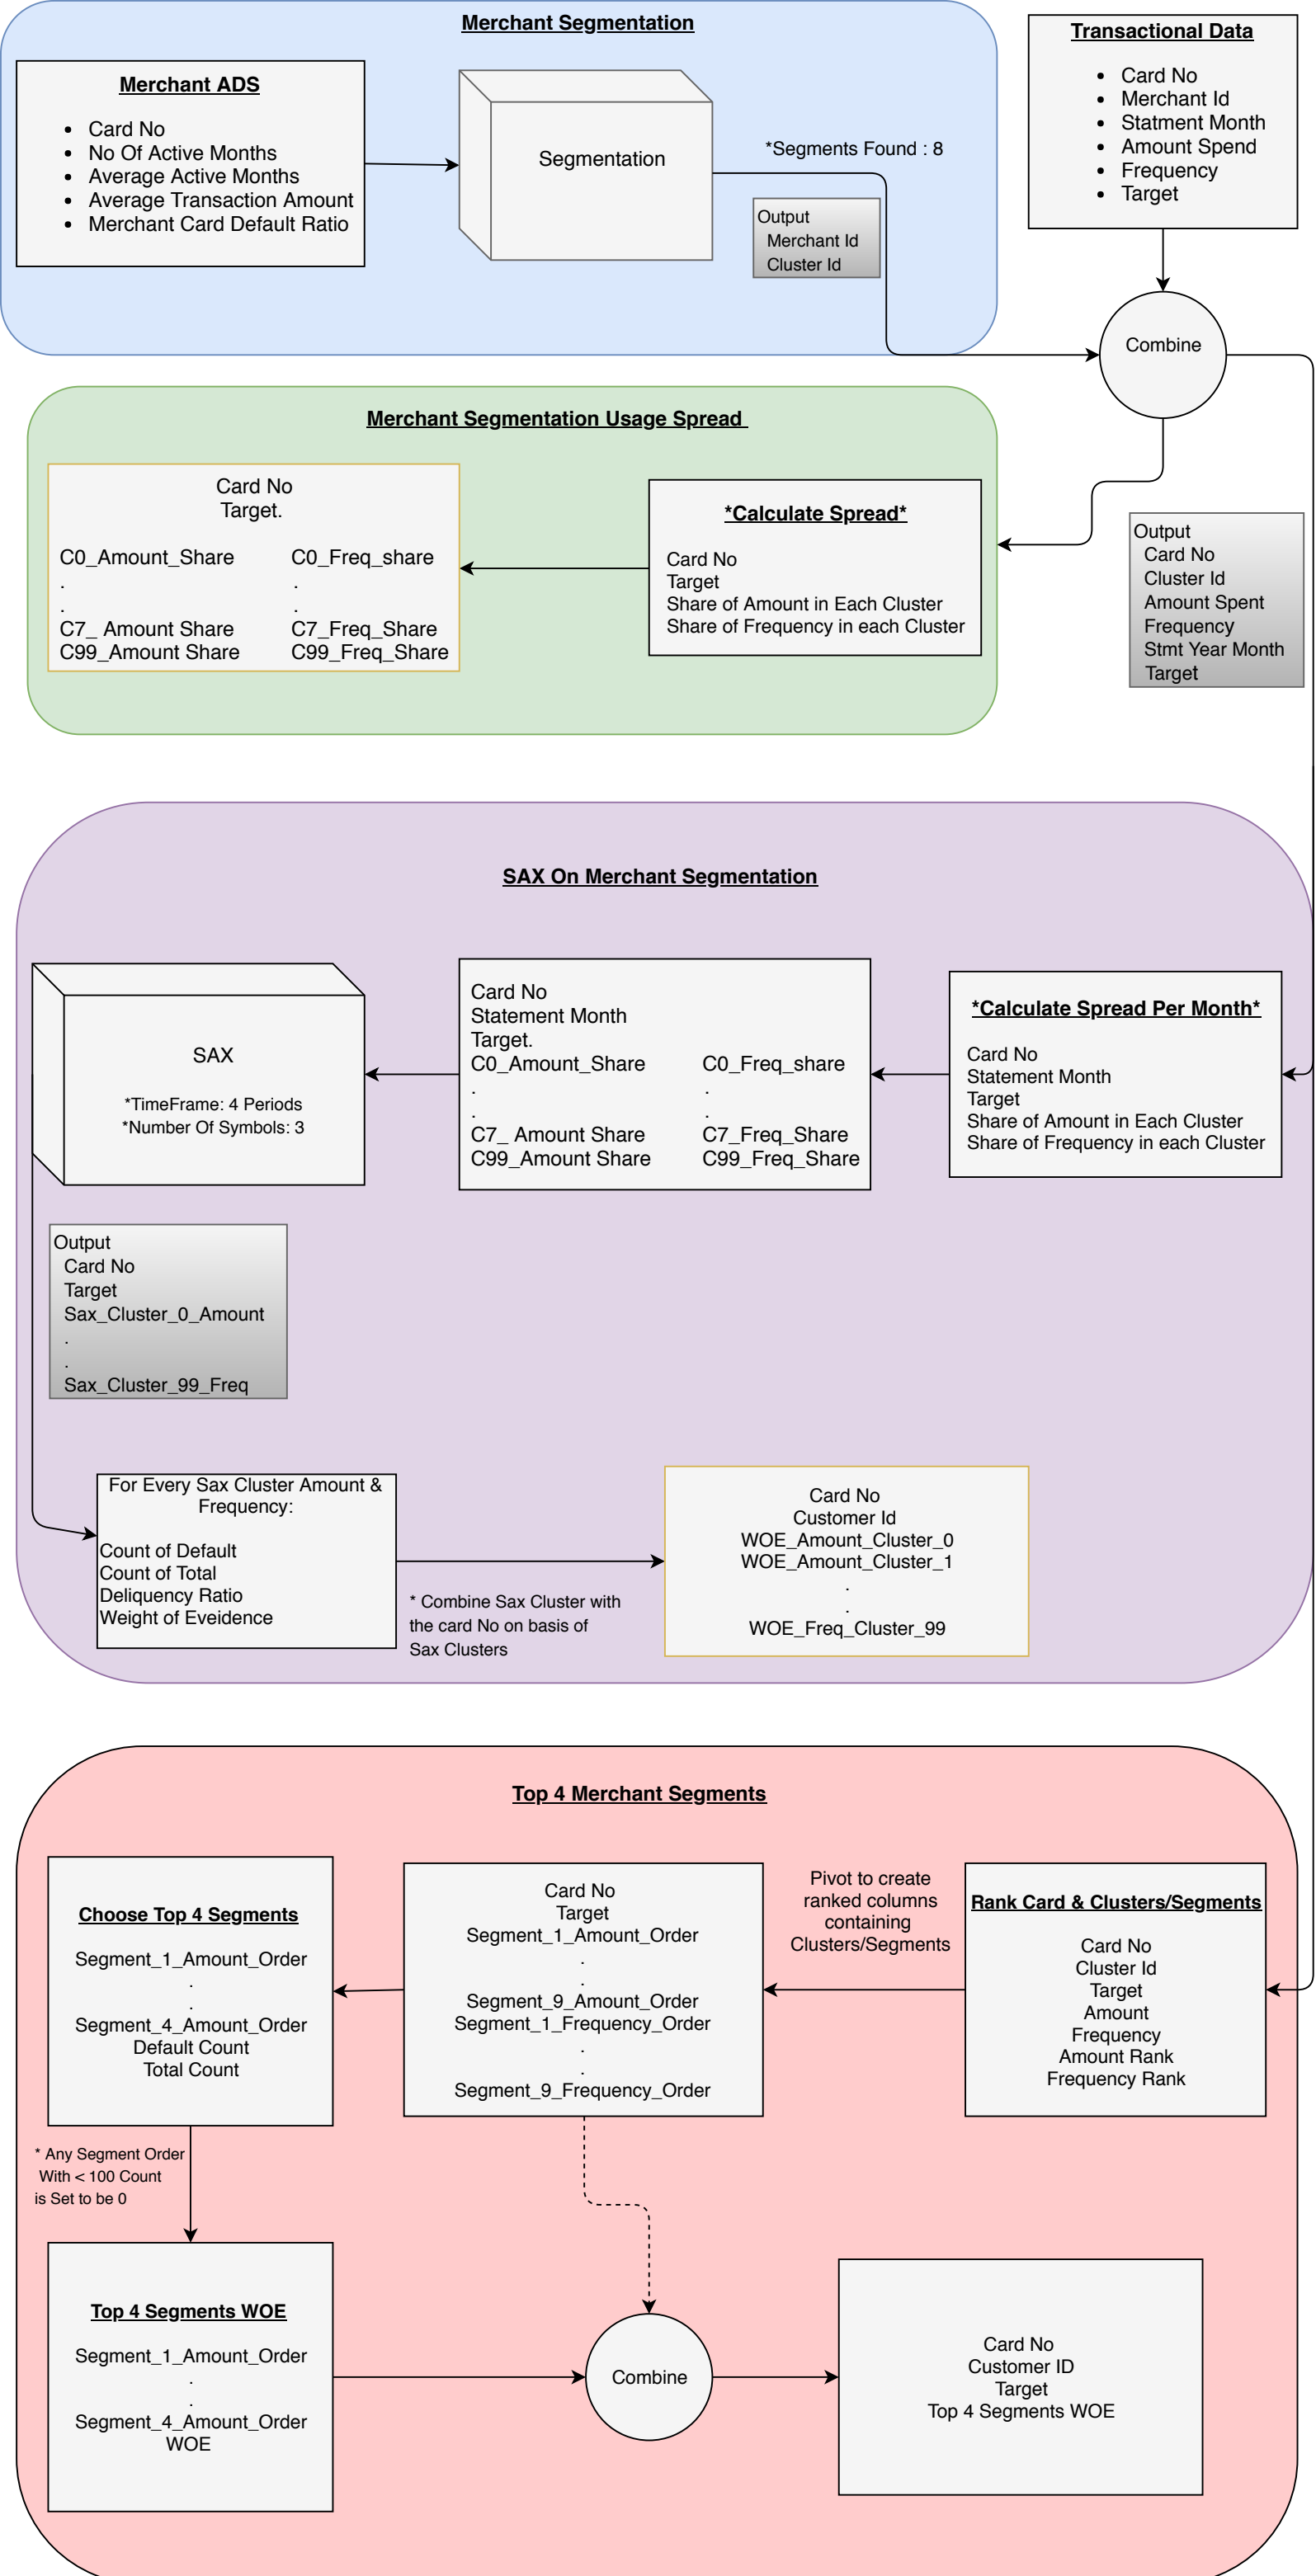 Merchant Segmentation
Merchant ADS
• Card No
• No Of Active Months
• Average Active Months
• Average Transaction Amount
• Merchant Card Default Ratio
Segmentation
*Segments Found : 8
Output
Merchant Id
Cluster Id
Transactional Data
• Card No
• Merchant Id
• Statment Month
• Amount Spend
• Frequency
• Target
Combine
Merchant Segmentation Usage Spread
Card No
Target.
C0_Amount_Share C0_Freq_share
. .
. .
C7_ Amount Share C7_Freq_Share
C99_Amount Share C99_Freq_Share
*Calculate Spread*
Card No
Target
Share of Amount in Each Cluster
Share of Frequency in each Cluster
Output
Card No
Cluster Id
Amount Spent
Frequency
Stmt Year Month
Target
SAX On Merchant Segmentation
SAX
*TimeFrame: 4 Periods
*Number Of Symbols: 3
Card No
Statement Month
Target.
C0_Amount_Share C0_Freq_share
. .
. .
C7_ Amount Share C7_Freq_Share
C99_Amount Share C99_Freq_Share
*Calculate Spread Per Month*
Card No
Statement Month
Target
Share of Amount in Each Cluster
Share of Frequency in each Cluster
Output
Card No
Target
Sax_Cluster_0_Amount
.
.
Sax_Cluster_99_Freq
For Every Sax Cluster Amount &
Frequency:
Count of Default
Count of Total
Deliquency Ratio
Weight of Eveidence
* Combine Sax Cluster with
the card No on basis of
Sax Clusters
Card No
Customer Id
WOE_Amount_Cluster_0
WOE_Amount_Cluster_1
.
.
WOE_Freq_Cluster_99
Top 4 Merchant Segments
Choose Top 4 Segments
Segment_1_Amount_Order
.
.
Segment_4_Amount_Order
Default Count
Total Count
Card No
Target
Segment_1_Amount_Order
.
.
Segment_9_Amount_Order
Segment_1_Frequency_Order
.
.
Segment_9_Frequency_Order
Pivot to create
ranked columns
containing
Clusters/Segments
Rank Card & Clusters/Segments
Card No
Cluster Id
Target
Amount
Frequency
Amount Rank
Frequency Rank
* Any Segment Order
With < 100 Count
is Set to be 0
Top 4 Segments WOE
Segment_1_Amount_Order
.
.
Segment_4_Amount_Order
WOE
Combine
Card No
Customer ID
Target
Top 4 Segments WOE